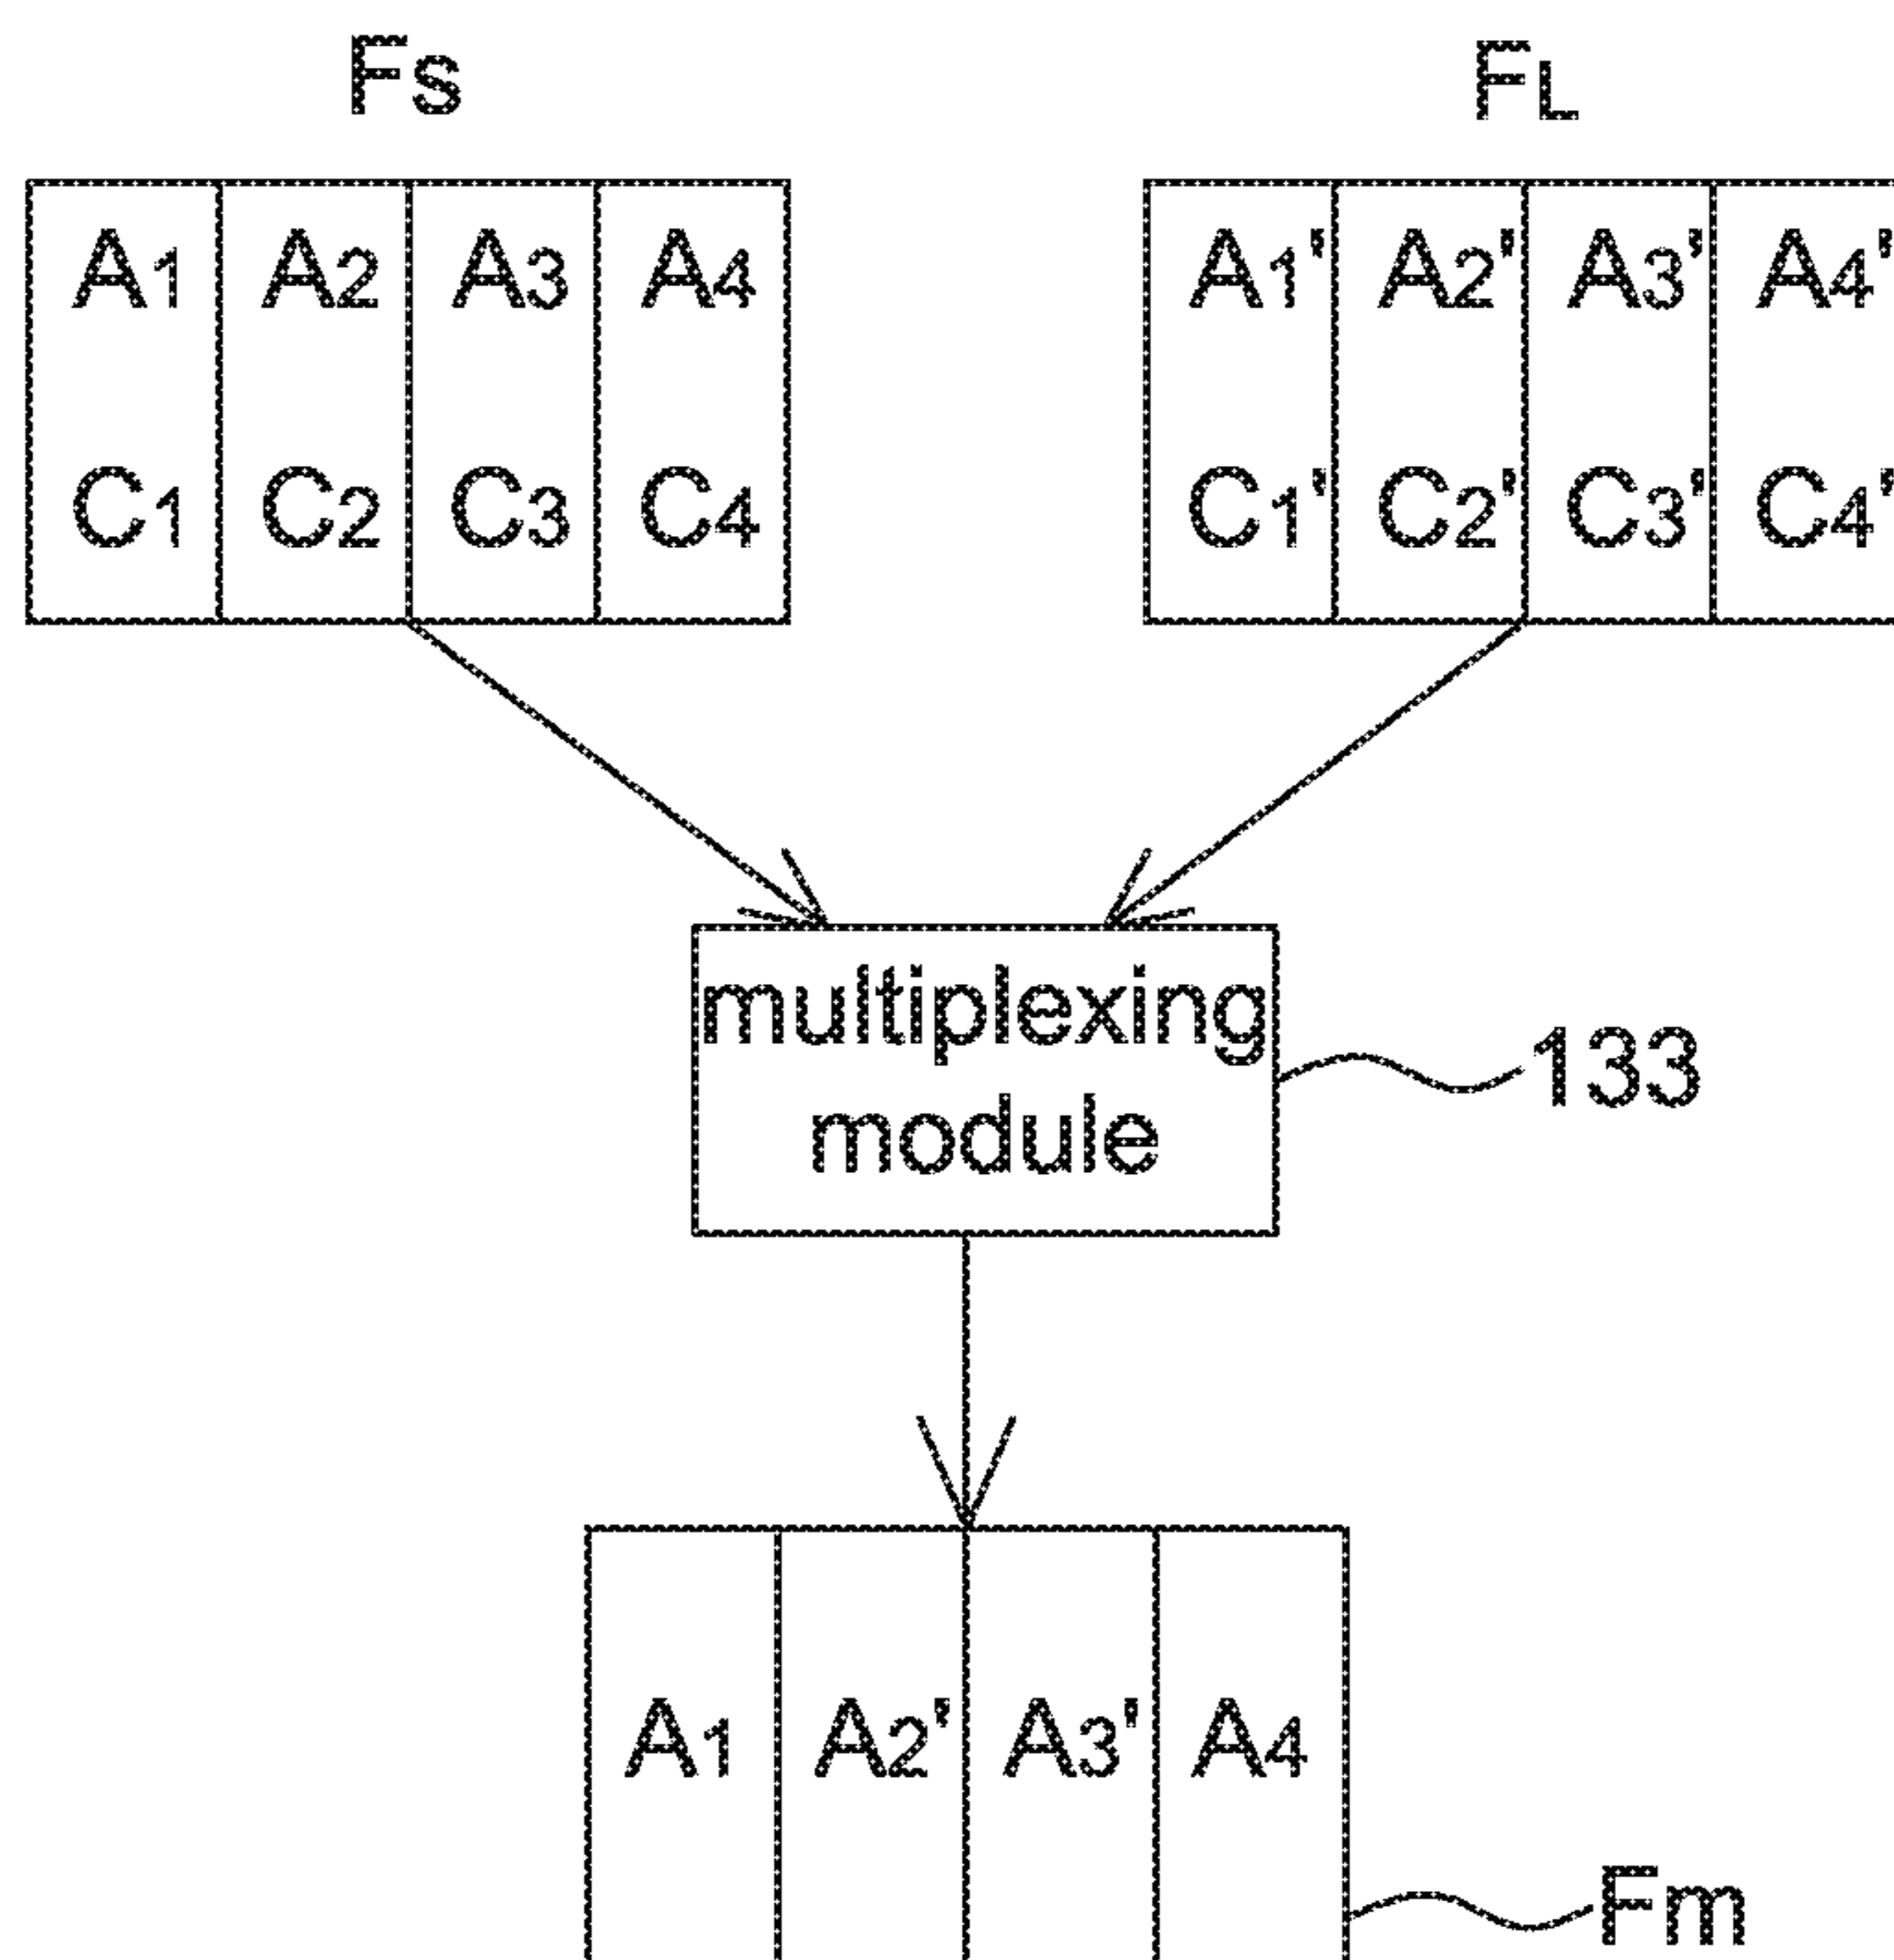 Fs FL
A1 A2 A3 A4 A1' A2' A3' A4'
C1 C2 C3 C4 C1' C2' C3' C4'
multiplexing
module
133
A1 A2' A3' A4
Fm